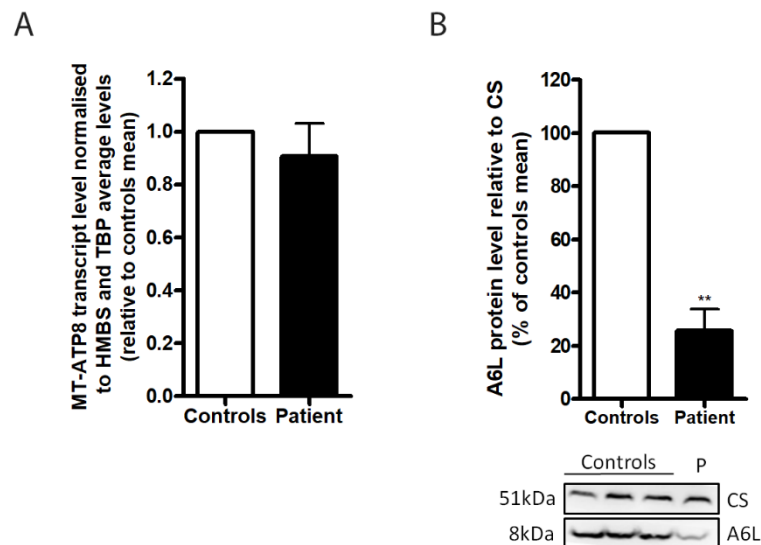 A
MT-ATP8 transcript level normalised
to HMBS and TBP average levels
(relative to controls mean)
1.2
1.0
0.8
0.6
0.4
0.2
0.0
Controls Patient
B
A6L protein level relative to CS
(% of controls mean)
120
100
80
60
40
20
0
**
Controls Patient
Controls P
51kDa CS
8kDa A6L